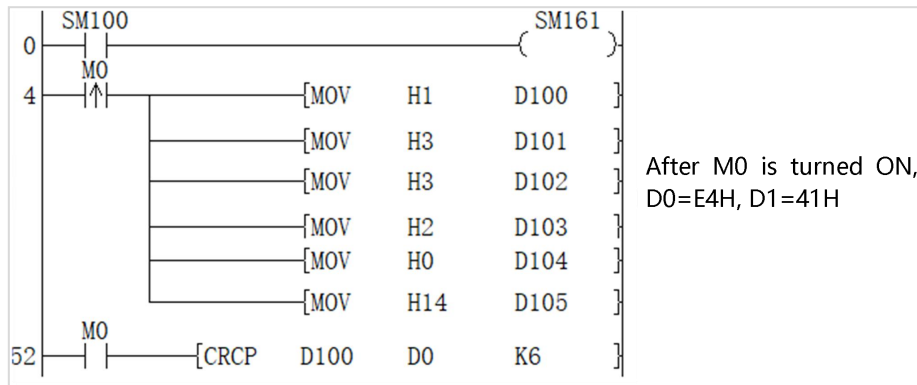 SM100 SM161
0
M0
4 MOV H1 D100
MOV H3 D101
MOV H3 D102
MOV H2 D103
MOV H0 D104
MOV H14 D105
After M0 is turned ON,
D0=E4H, D1=41H
M0
52 CRCP D100 D0 K6